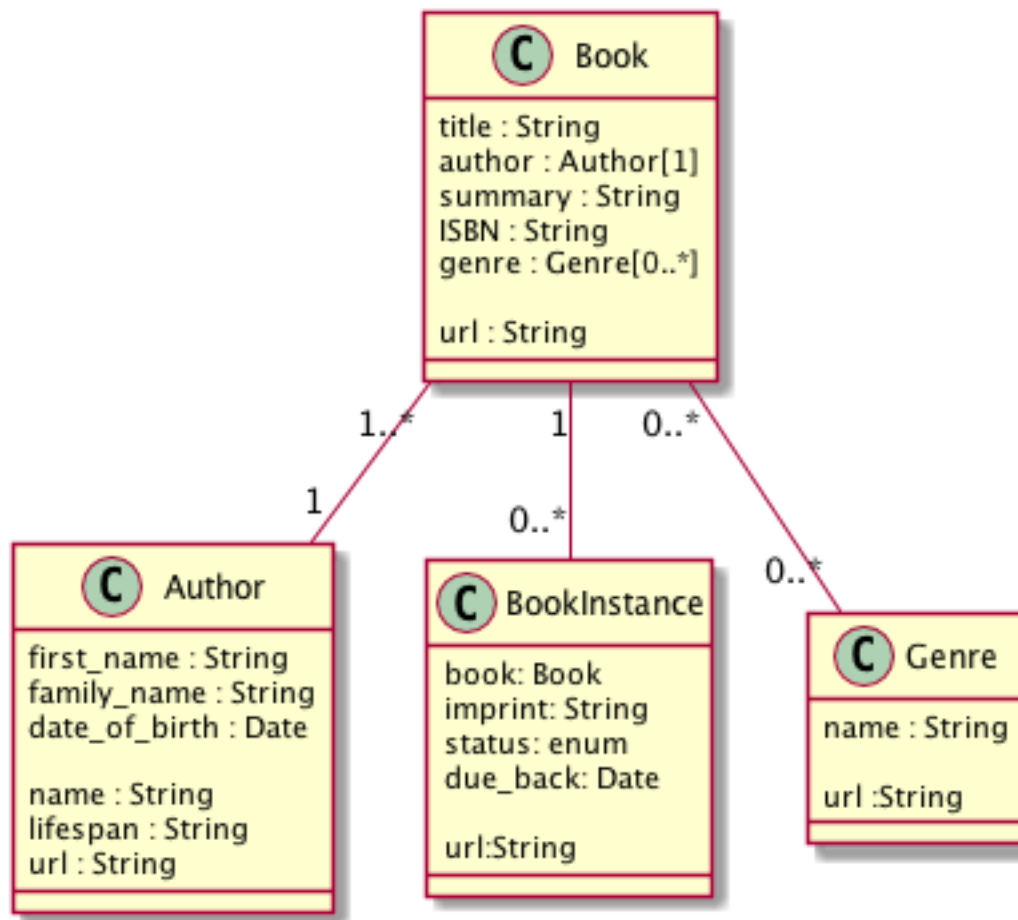 C Book
title : String
author : Author[1]
summary : String
ISBN : String
genre : Genre[0..*]
url : String
1..*
1
0..*
1
0..*
0..*
C Author
first_name : String
family_name : String
date_of_birth : Date
name : String
lifespan : String
url : String
C BookInstance
book: Book
imprint: String
status: enum
due_back: Date
url:String
C Genre
name : String
url :String